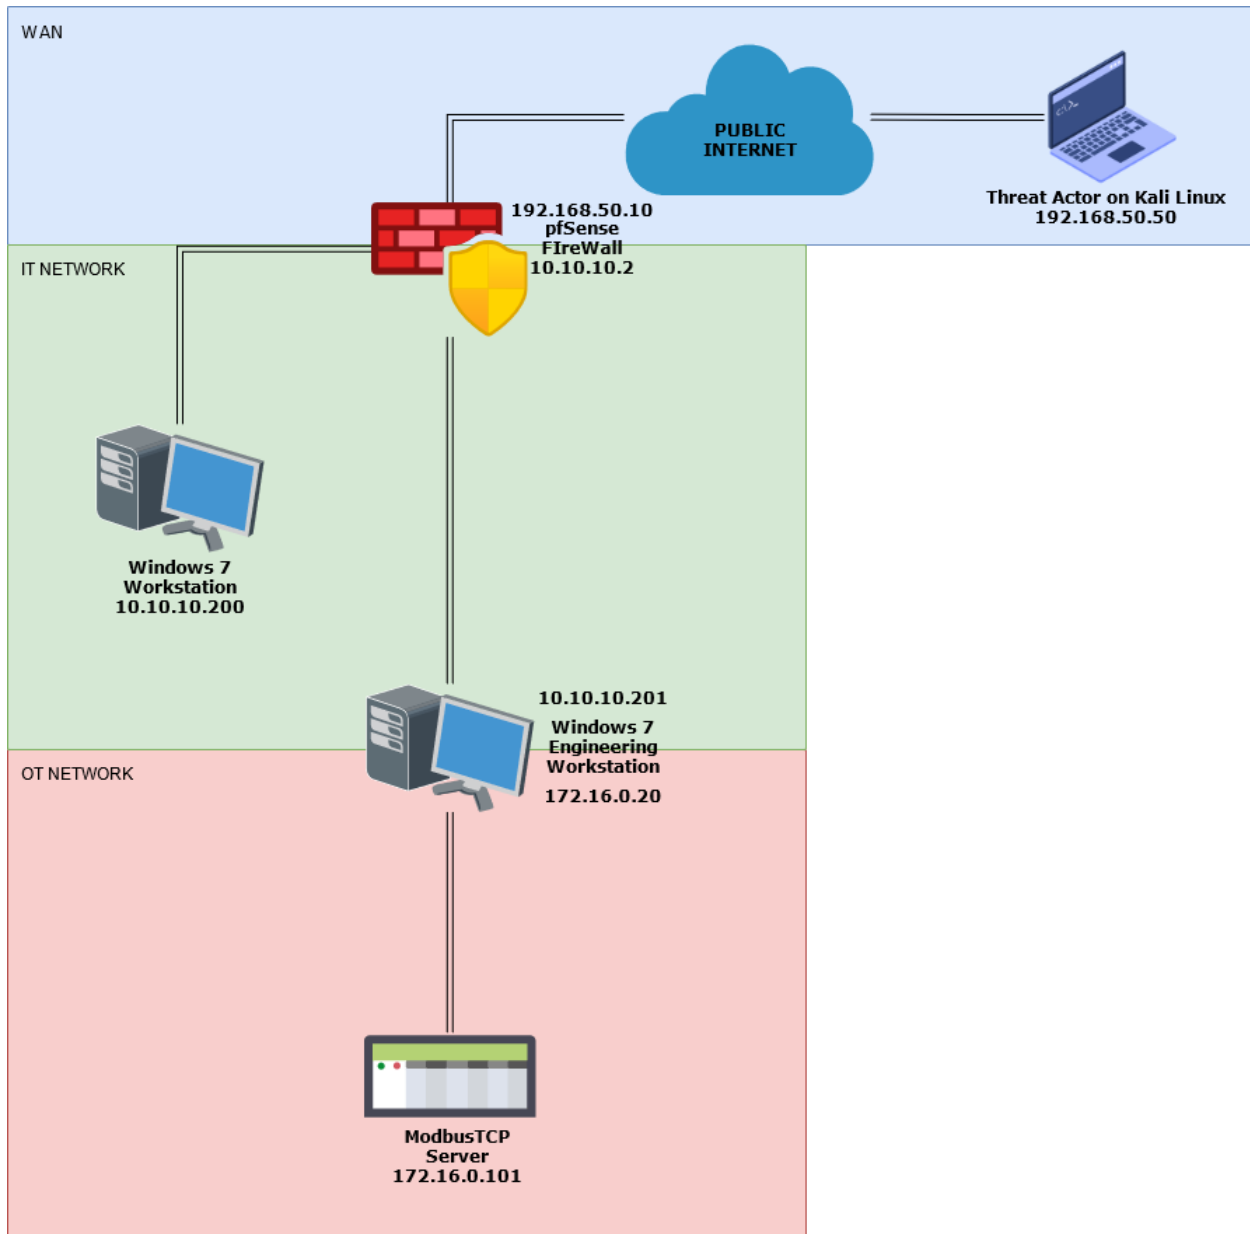 WAN
PUBLIC
INTERNET
Threat Actor on Kali Linux
192.168.50.50
192.168.50.10
pfSense
FIreWall
10.10.10.2
IT NETWORK
Windows 7
Workstation
10.10.10.200
10.10.10.201
Windows 7
Engineering
Workstation
172.16.0.20
OT NETWORK
ModbusTCP
Server
172.16.0.101